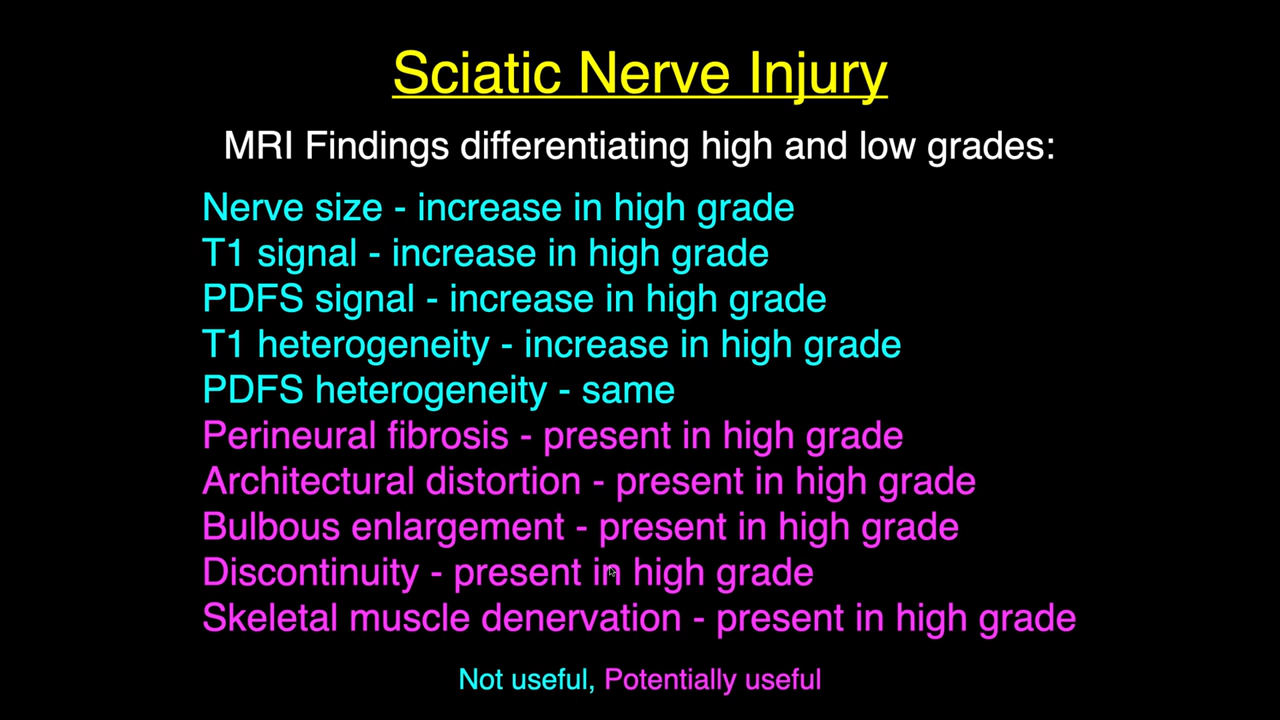 Sciatic Nerve Injury
MRI Findings differentiating high and low grades:
Nerve size - increase in high grade
T1 signal - increase in high grade
PDFS signal - increase in high grade
T1 heterogeneity - increase in high grade
PDFS heterogeneity - same
Perineural fibrosis - present in high grade
Architectural distortion - present in high grade
Bulbous enlargement - present in high grade
Discontinuity - present in high grade
Skeletal muscle denervation - present in high grade
Not useful, Potentially useful